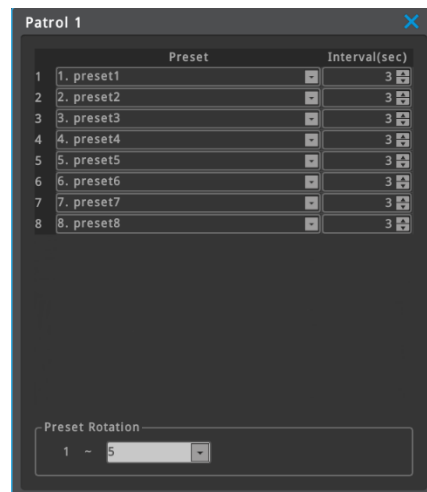 Patrol 1
Preset Interval(sec)
1 1. preset1 3
2 2. preset2 3
3 3. preset3 3
4 4. preset4 3
5 5. preset5 3
6 6. preset6 3
7 7. preset7 3
8 8. preset8 3
Preset Rotation
1 ~ 5